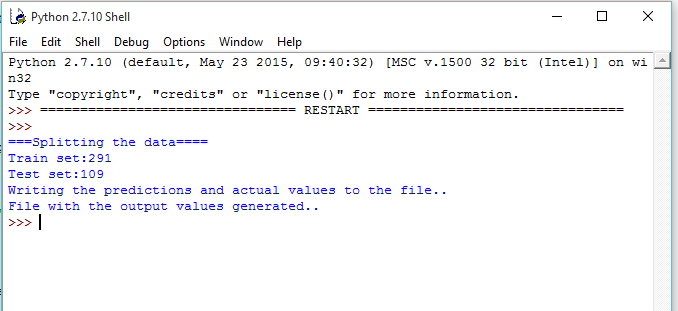 Python 2.7.10 Shell
File Edit Shell Debug Options Window Help
Python 2.7.10 (default, May 23 2015, 09:40:32) [MSC v.1500 32 bit (Intel)] on wi
n32
Type "copyright", "credits" or "license()" for more information.
>>> ================================ RESTART ================================
>>>
===Splitting the data====
Train set:291
Test set:109
Writing the predictions and actual values to the file..
File with the output values generated..
>>>